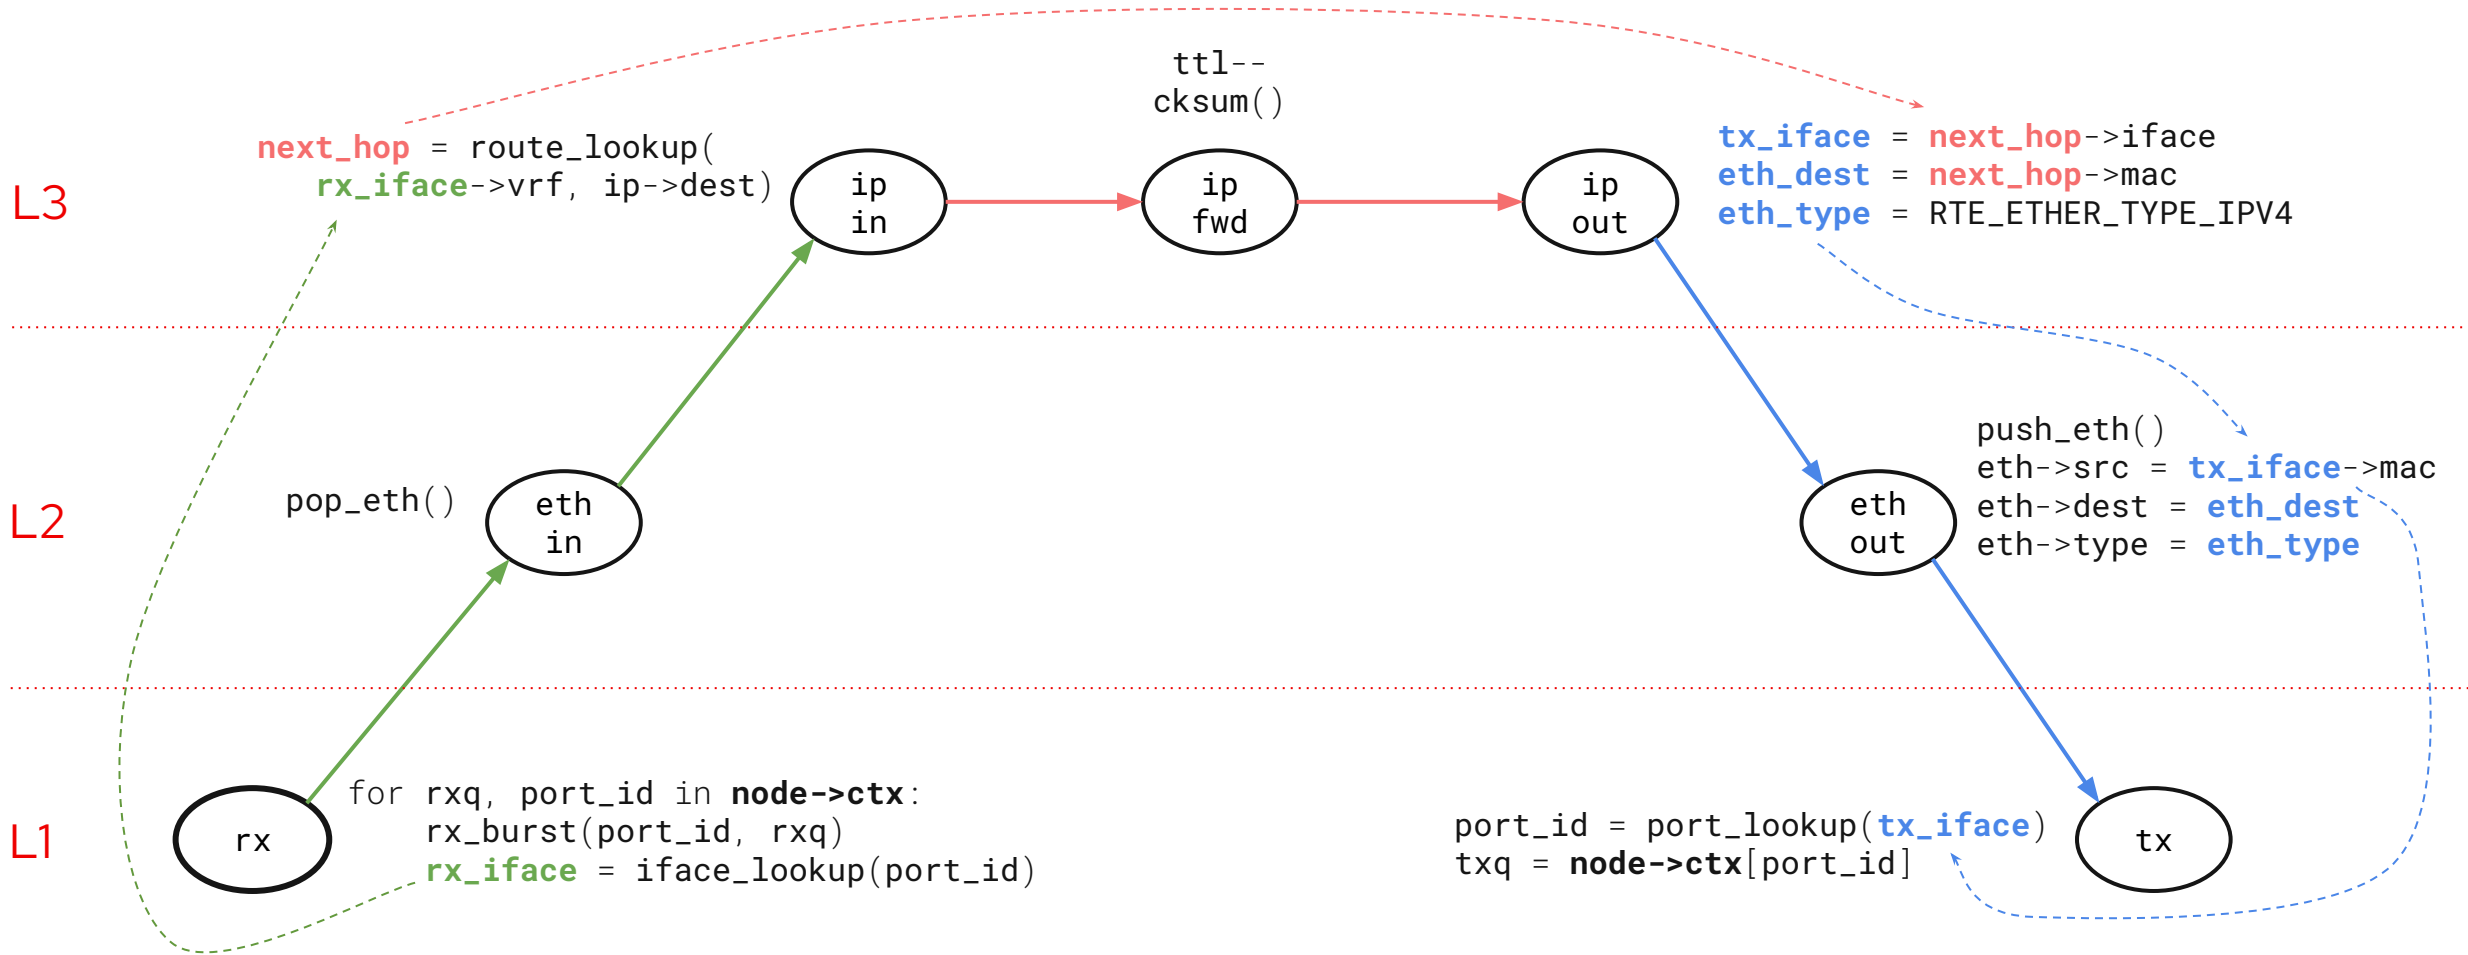 ttl--
cksum()
next_hop = route_lookup(
rx_iface->vrf, ip->dest)
L3
ip
in
ip
fwd
ip
out
tx_iface = next_hop->iface
eth_dest = next_hop->mac
eth_type = RTE_ETHER_TYPE_IPV4
L2
pop_eth()
eth
in
eth
out
push_eth()
eth->src = tx_iface->mac
eth->dest = eth_dest
eth->type = eth_type
L1
rx
for rxq, port_id in node->ctx:
rx_burst(port_id, rxq)
rx_iface = iface_lookup(port_id)
port_id = port_lookup(tx_iface)
txq = node->ctx[port_id]
tx